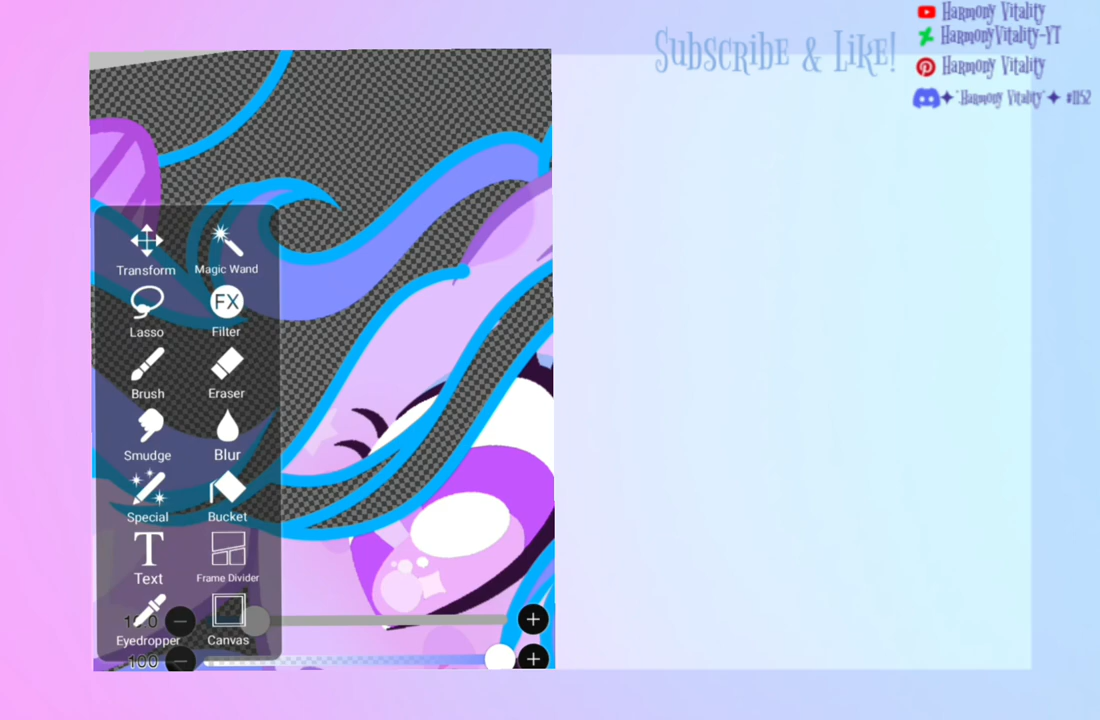 Harmony Vitality
Subscribe & Like!
HarmonyVitality-YT
Harmony Vitality
✦*Harmony Vitality*✦ #1152
Transform
Magic Wand
Lasso
FX
Filter
Brush
Eraser
Smudge
Blur
Special
Bucket
T
Text
Frame Divider
Eyedropper
Canvas
100